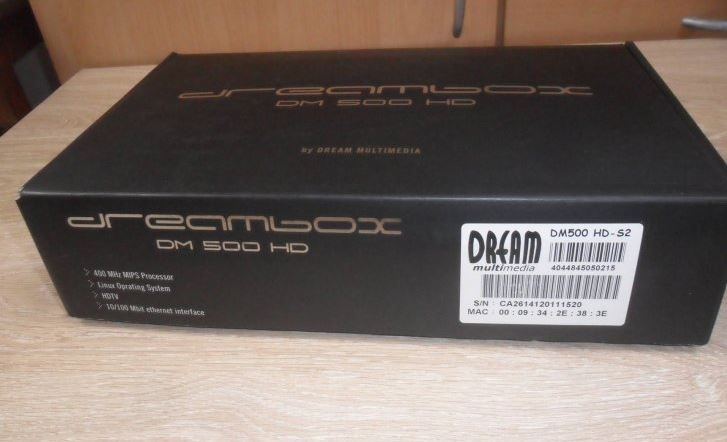 dreambox
DM 500 HD
by DREAM MULTIMEDIA
dreambox
DM 500 HD
> 400 MHz MIPS Processor
> Linux Oprating System
> HDTV
> 10/100 Mbit ethernet interface
DREAM
multimedia
DM500 HD-S2
4044845050215
S/N : CA2614120111520
MAC : 00 : 09 : 34 : 2E : 38 : 3E